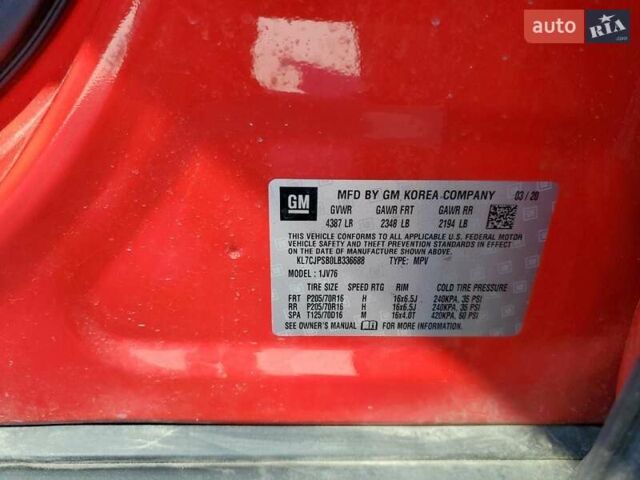 auto RIA .com
GM
MFD BY GM KOREA COMPANY 03/20
GVWR GAWR FRT GAWR RR
4387 LB 2348 LB 2194 LB
THIS VEHICLE CONFORMS TO ALL APPLICABLE U.S. FEDERAL MOTOR
VEHICLE SAFETY AND THEFT PREVENTION STANDARDS IN EFFECT
ON THE DATE OF MANUFACTURE SHOWN ABOVE.
KL7CJPSB0LB336688 TYPE: MPV
MODEL: 1JV76
TIRE SIZE SPEED RTG RIM COLD TIRE PRESSURE
FRT P205/70R16 H 16x6.5J 240KPA, 35 PSI
RR P205/70R16 H 16x6.5J 240KPA, 35 PSI
SPA T125/70D16 M 16x4.0T 420KPA, 60 PSI
SEE OWNER'S MANUAL FOR MORE INFORMATION